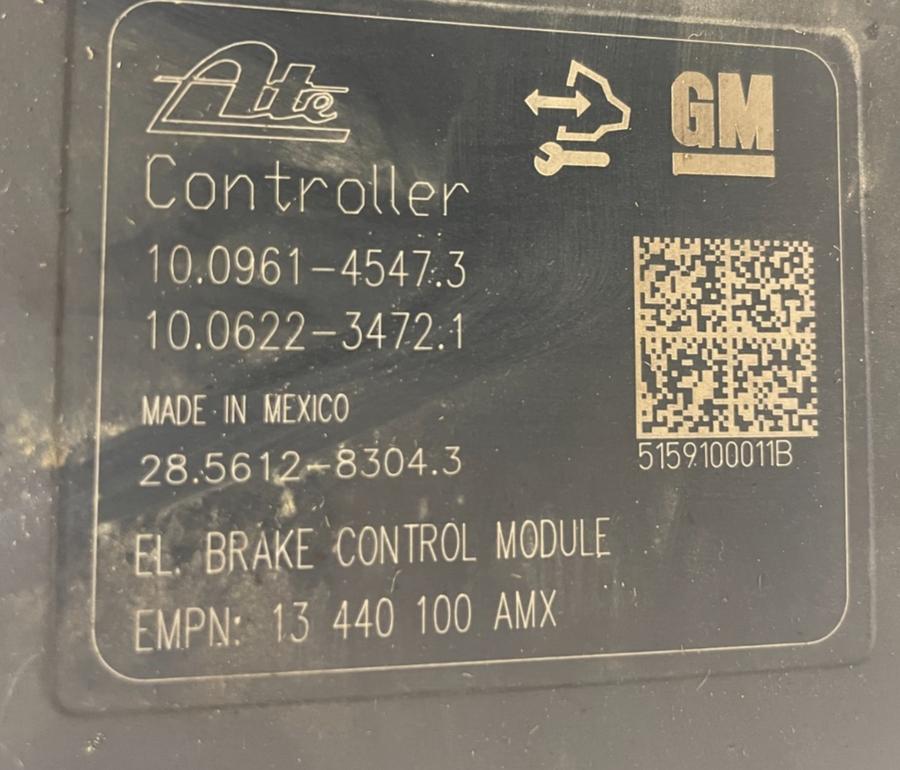 Ate
GM
Controller
10.0961-4547.3
10.0622-3472.1
MADE IN MEXICO
28.5612-8304.3
5159100011B
EL. BRAKE CONTROL MODULE
EMPN: 13 440 100 AMX